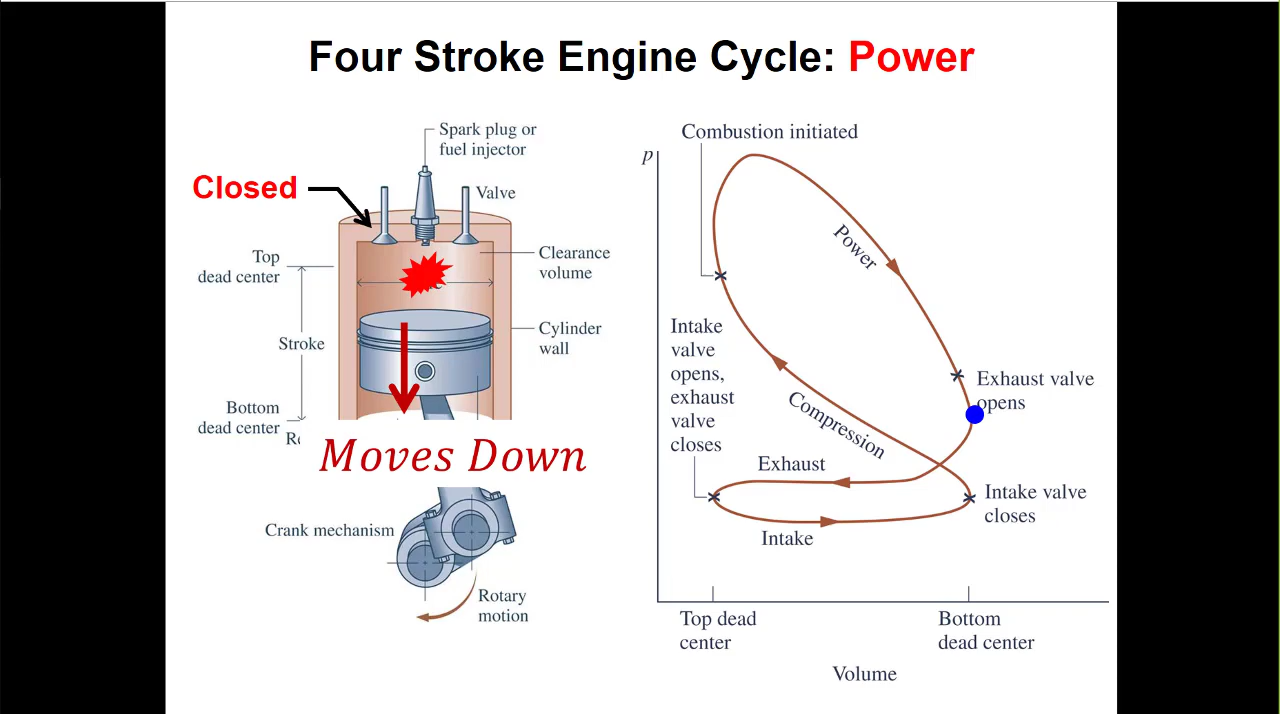 Four Stroke Engine Cycle: Power
Spark plug or
fuel injector
Closed
Valve
Top
dead center
Clearance
volume
Stroke
Cylinder
wall
Bottom
dead center
Moves Down
Crank mechanism
Rotary
motion
Combustion initiated
p
Power
Intake
valve
opens,
exhaust
valve
closes
Compression
Exhaust valve
opens
Exhaust
Intake valve
closes
Intake
Top dead
center
Bottom
dead center
Volume